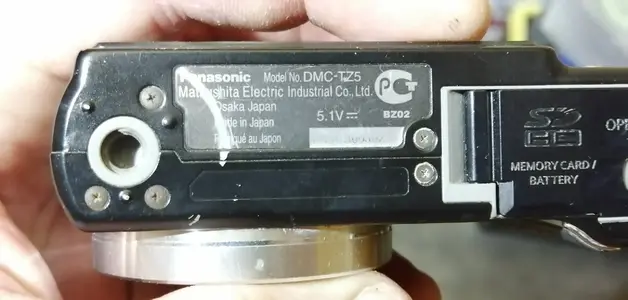 Panasonic Model No. DMC-TZ5
Matsushita Electric Industrial Co., Ltd.
Osaka Japan
Made in Japan
Fabriqué au Japon
5.1V
PCT
BZ02
SD
HC
MEMORY CARD/
BATTERY